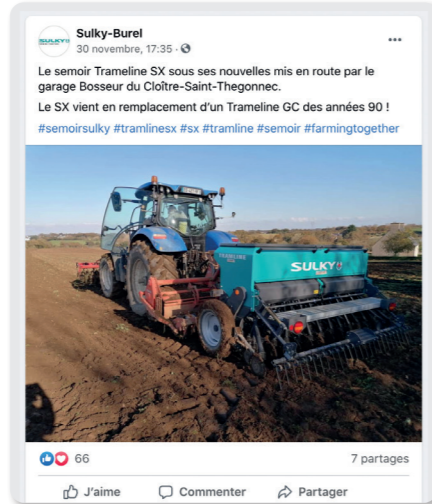 Sulky-Burel
30 novembre, 17:35 ·
Le semoir Trameline SX sous ses nouvelles mis en route par le
garage Bosseur du Cloître-Saint-Thegonnec.
Le SX vient en remplacement d'un Trameline GC des années 90 !
#semoirsulky #tramlinesx #sx #tramline #semoir #farmingtogether
SULKY
66
7 partages
J'aime
Commenter
Partager